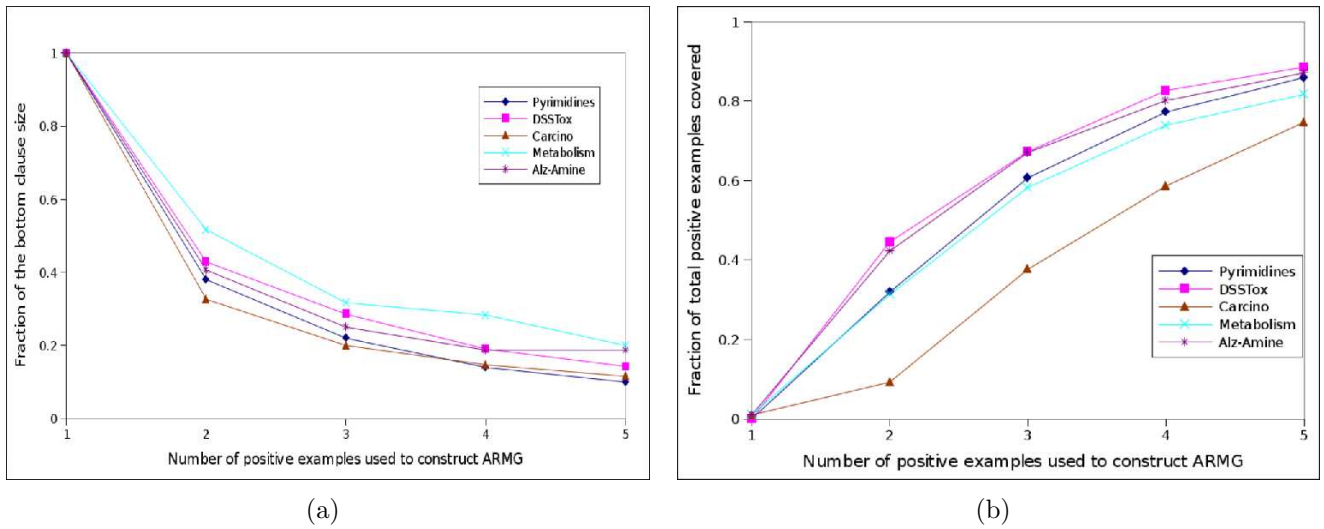 1
0.8
0.6
0.4
0.2
0
1
2
3
4
5
Fraction of the bottom clause size
Number of positive examples used to construct ARMG
Pyrimidines
DSSTox
Carcino
Metabolism
Alz-Amine
(a)
1
0.8
0.6
0.4
0.2
0
1
2
3
4
5
Fraction of total positive examples covered
Number of positive examples used to construct ARMG
Pyrimidines
DSSTox
Carcino
Metabolism
Alz-Amine
(b)